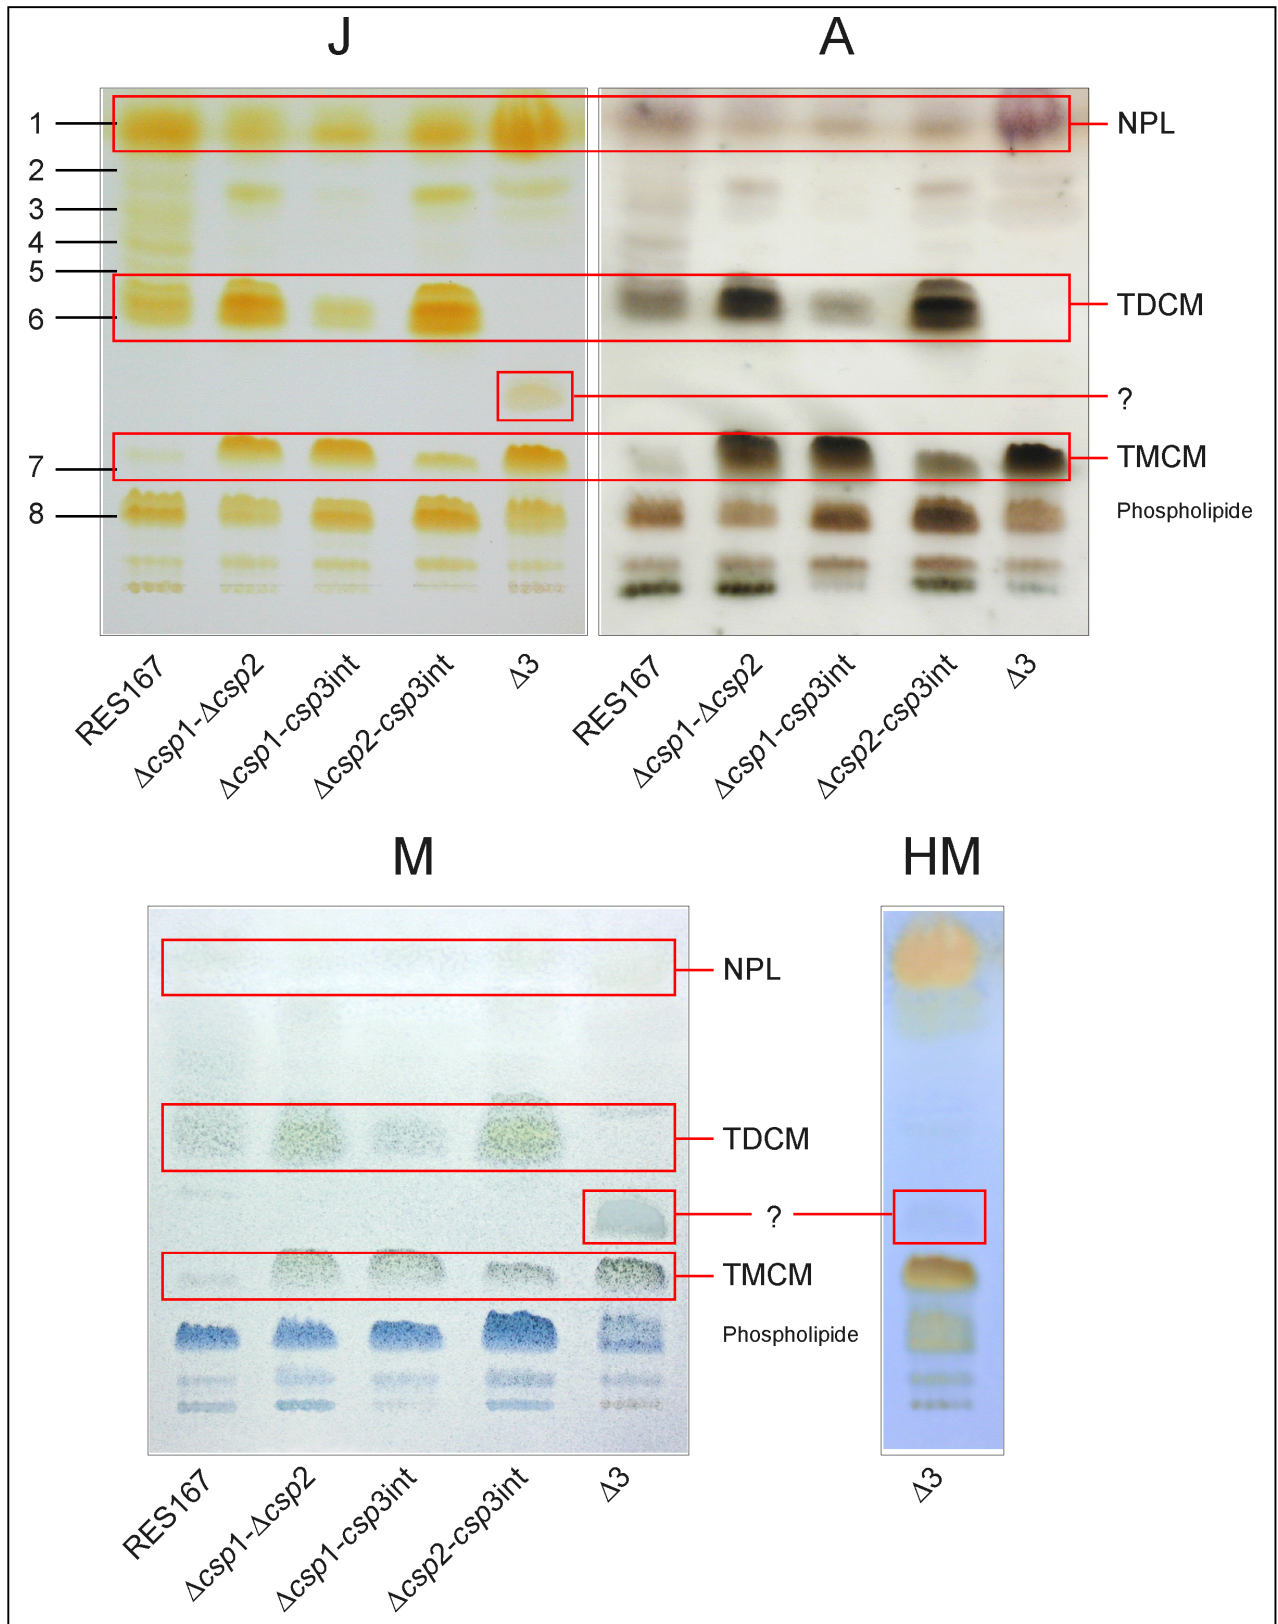 J A
1
2
3
4
5
6
7
8
NPL
TDCM
?
TMCM
Phospholipide
RES167 Δcsp1-Δcsp2 Δcsp1-csp3int Δcsp2-csp3int Δ3
RES167 Δcsp1-Δcsp2 Δcsp1-csp3int Δcsp2-csp3int Δ3
M HM
NPL
TDCM
?
TMCM
Phospholipide
RES167 Δcsp1-Δcsp2 Δcsp1-csp3int Δcsp2-csp3int Δ3
Δ3